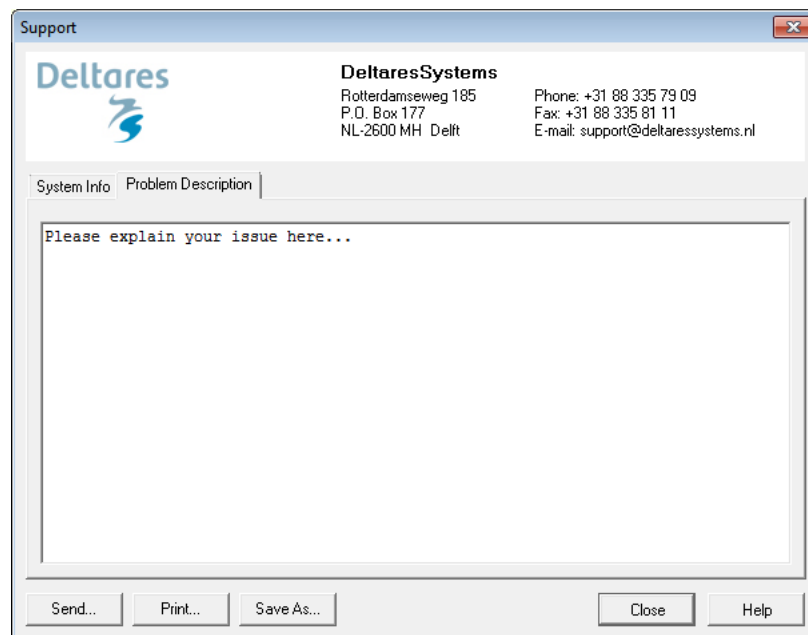 Support
Deltares
DeltaresSystems
Rotterdamseweg 185
P.O. Box 177
NL-2600 MH Delft
Phone: +31 88 335 79 09
Fax: +31 88 335 81 11
E-mail: support@deltaressystems.nl
System Info
Problem Description
Please explain your issue here...
Send...
Print...
Save As...
Close
Help